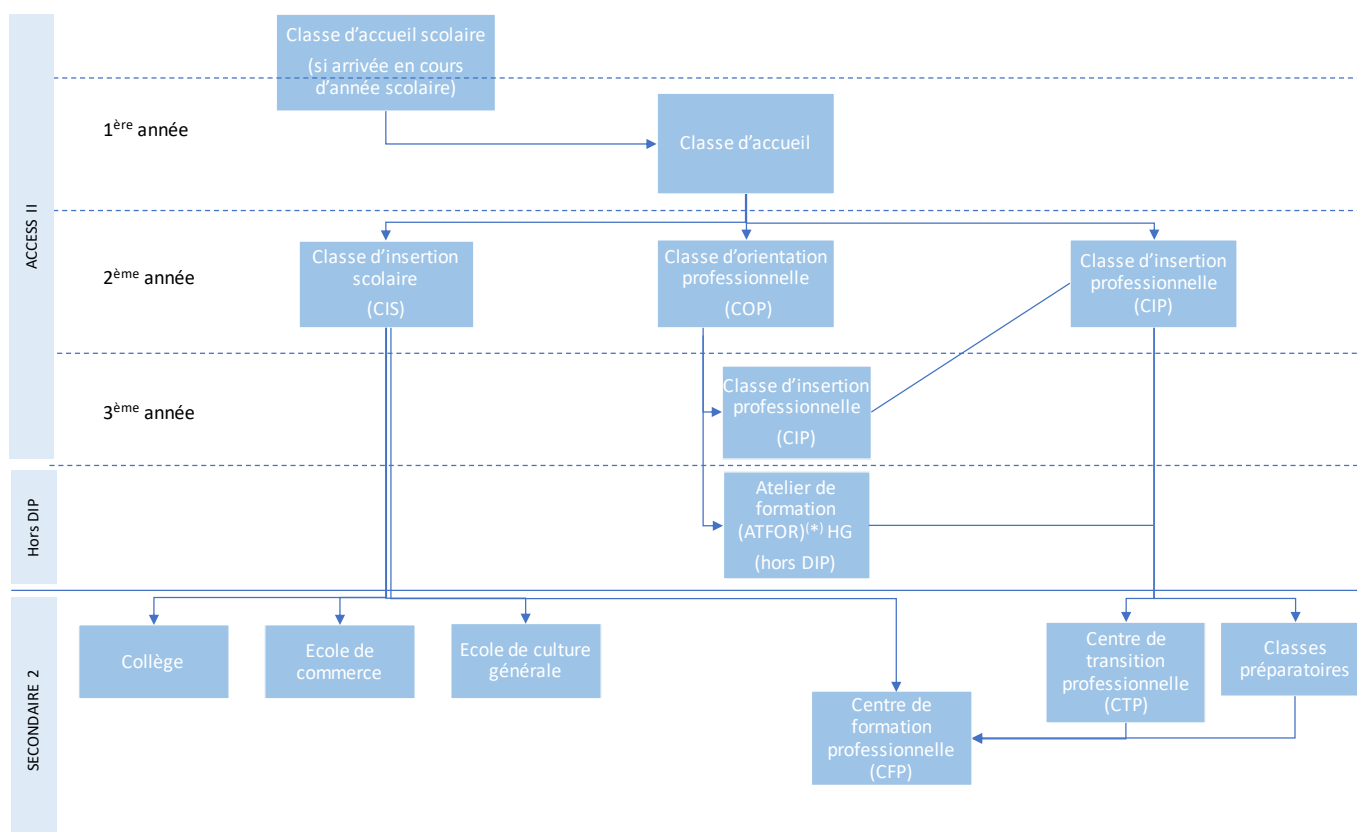 Classe d'accueil scolaire
(si arrivée en cours
d'année scolaire)
ACCESS II
1ère année
Classe d'accueil
2ème année
Classe d'insertion
scolaire
(CIS)
Classe d'orientation
professionnelle
(COP)
Classe d'insertion
professionnelle
(CIP)
3ème année
Classe d'insertion
professionnelle
(CIP)
Hors DIP
Atelier de
formation
(ATFOR)(*) HG
(hors DIP)
SECONDAIRE 2
Collège
Ecole de
commerce
Ecole de culture
générale
Centre de
formation
professionnelle
(CFP)
Centre de
transition
professionnelle
(CTP)
Classes
préparatoires